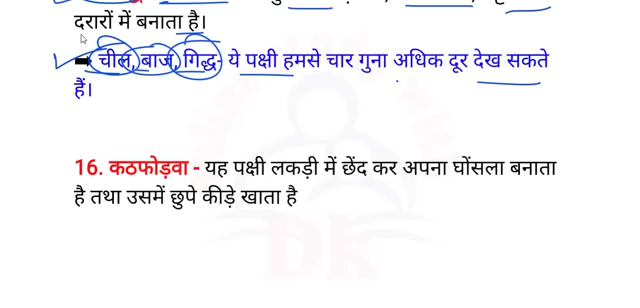 दरारों में बनाता है।
➡ चील, बाज, गिद्ध- ये पक्षी हमसे चार गुना अधिक दूर देख सकते
हैं।
16. कठफोड़वा - यह पक्षी लकड़ी में छेंद कर अपना घोंसला बनाता
है तथा उसमें छुपे कीड़े खाता है